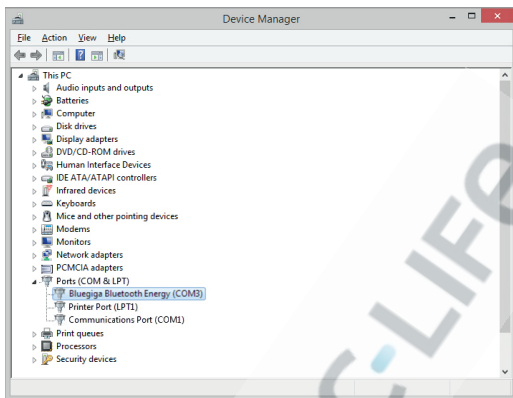 Device Manager
File Action View Help
This PC
Audio inputs and outputs
Batteries
Computer
Disk drives
Display adapters
DVD/CD-ROM drives
Human Interface Devices
IDE ATA/ATAPI controllers
Infrared devices
Keyboards
Mice and other pointing devices
Modems
Monitors
Network adapters
PCMCIA adapters
Ports (COM & LPT)
Bluegiga Bluetooth Energy (COM3)
Printer Port (LPT1)
Communications Port (COM1)
Print queues
Processors
Security devices
C-LIFE